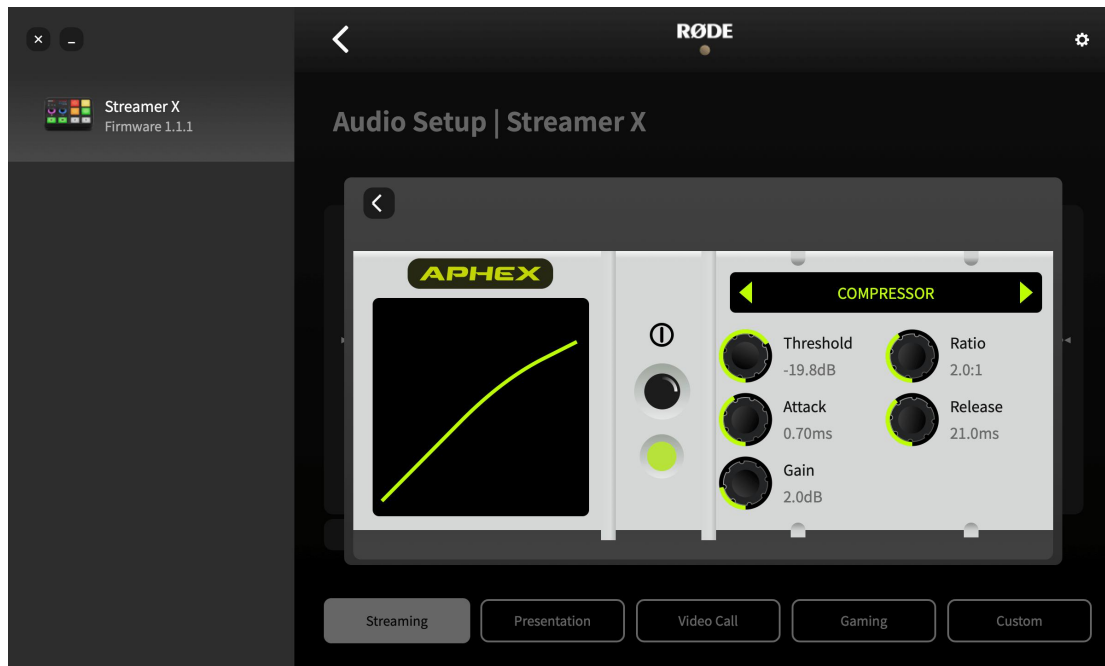 RØDE
Streamer X
Firmware 1.1.1
Audio Setup | Streamer X
APHEX
COMPRESSOR
Threshold
-19.8dB
Ratio
2.0:1
Attack
0.70ms
Release
21.0ms
Gain
2.0dB
Streaming
Presentation
Video Call
Gaming
Custom